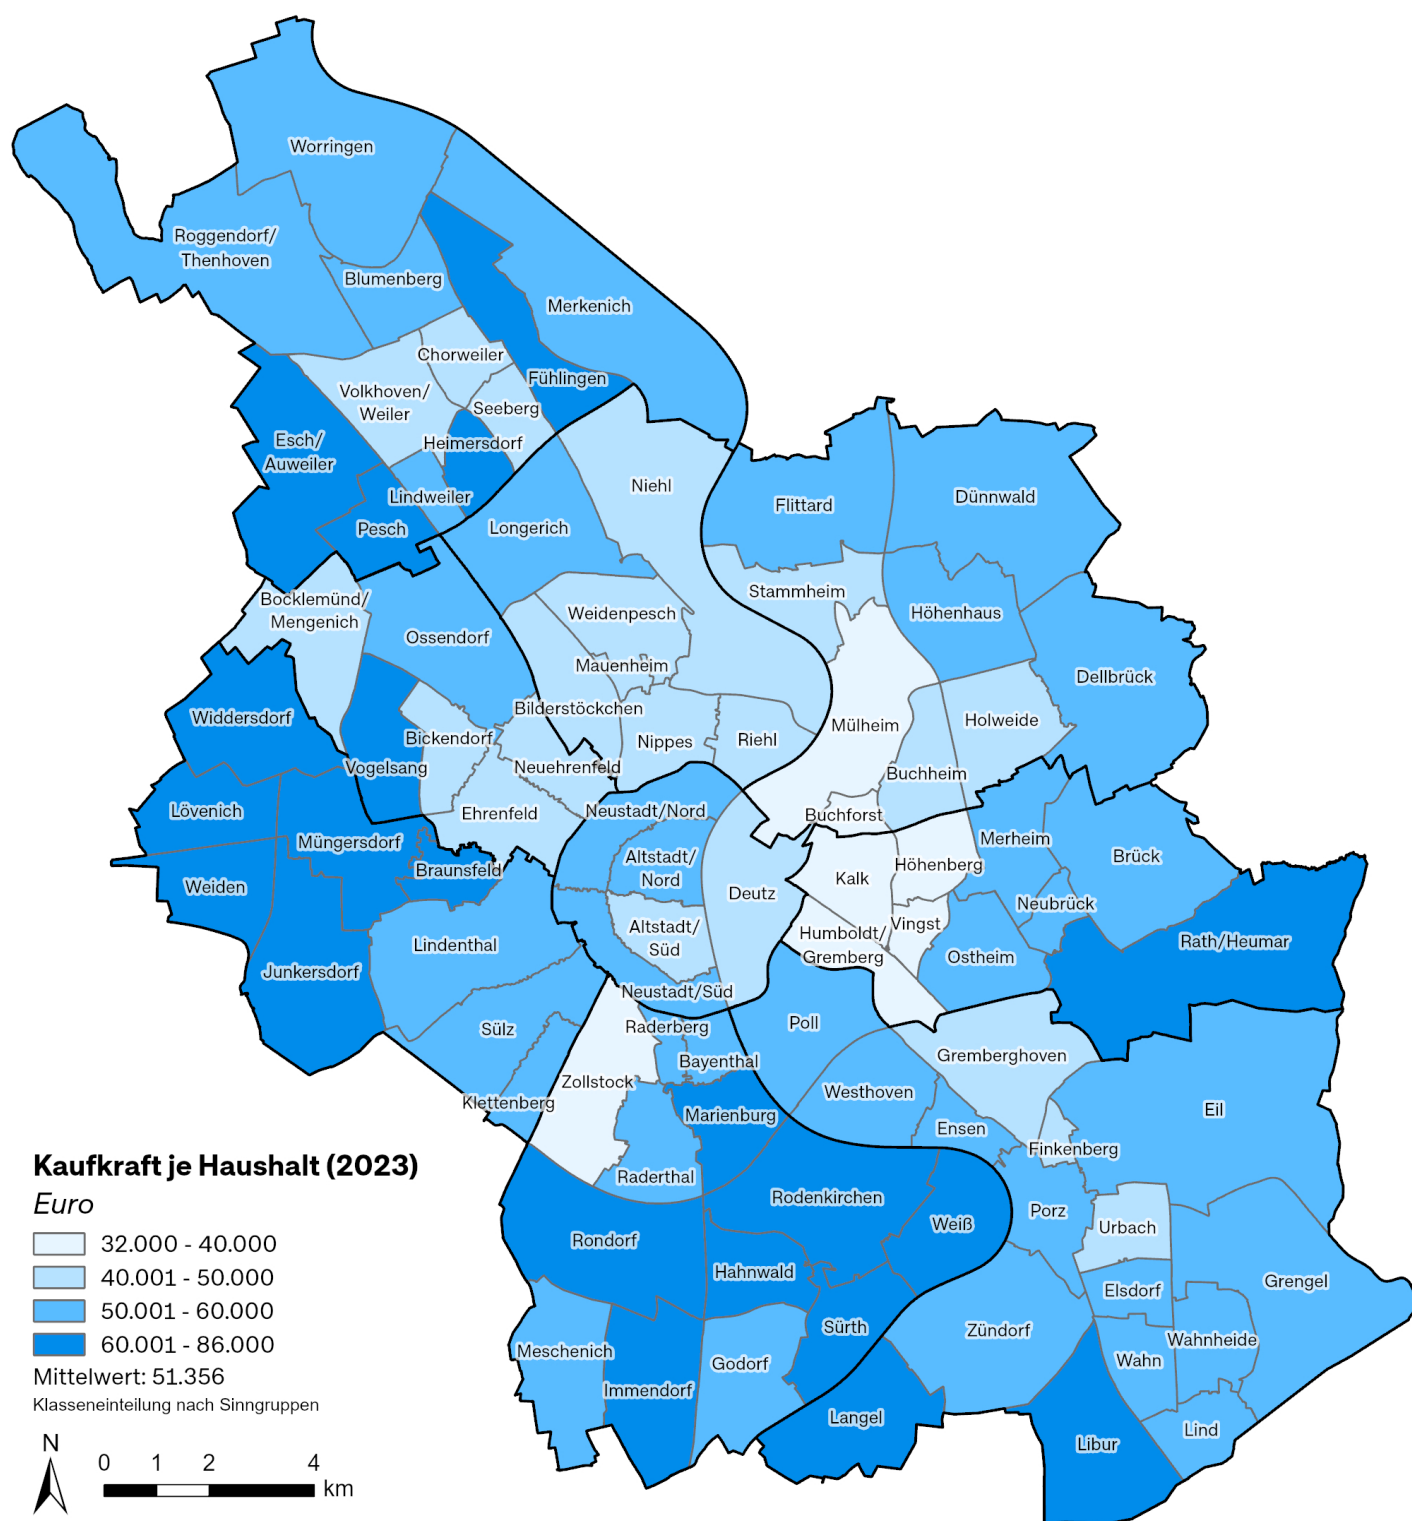 Worringen
Roggendorf/
Thenhoven
Blumenberg
Merkenich
Chorweiler
Fühlingen
Volkhoven/
Weiler
Seeberg
Heimersdorf
Esch/
Auweiler
Lindweiler
Pesch
Niehl
Longerich
Flittard
Dünnwald
Stammheim
Höhenhaus
Bocklemünd/
Mengenich
Ossendorf
Weidenpesch
Mauenheim
Dellbrück
Widdersdorf
Bilderstöckchen
Bickendorf
Nippes
Riehl
Mülheim
Holweide
Vogelsang
Neuehrenfeld
Buchheim
Lövenich
Ehrenfeld
Neustadt/Nord
Buchforst
Müngersdorf
Merheim
Brück
Altstadt/
Nord
Höhenberg
Braunsfeld
Weiden
Deutz
Kalk
Neubrück
Vingst
Altstadt/
Süd
Humboldt/
Gremberg
Lindenthal
Rath/Heumar
Ostheim
Junkersdorf
Neustadt/Süd
Sülz
Raderberg
Poll
Gremberghoven
Bayenthal
Zollstock
Klettenberg
Westhoven
Marienburg
Eil
Ensen
Finkenberg
Raderthal
Rodenkirchen
Porz
Weiß
Urbach
Rondorf
Hahnwald
Elsdorf
Grengel
Sürth
Zündorf
Wahnheide
Meschenich
Godorf
Wahn
Immendorf
Langel
Lind
Libur
Kaufkraft je Haushalt (2023)
Euro
32.000 - 40.000
40.001 - 50.000
50.001 - 60.000
60.001 - 86.000
Mittelwert: 51.356
Klasseneinteilung nach Sinngruppen
N
0 1 2 4
km